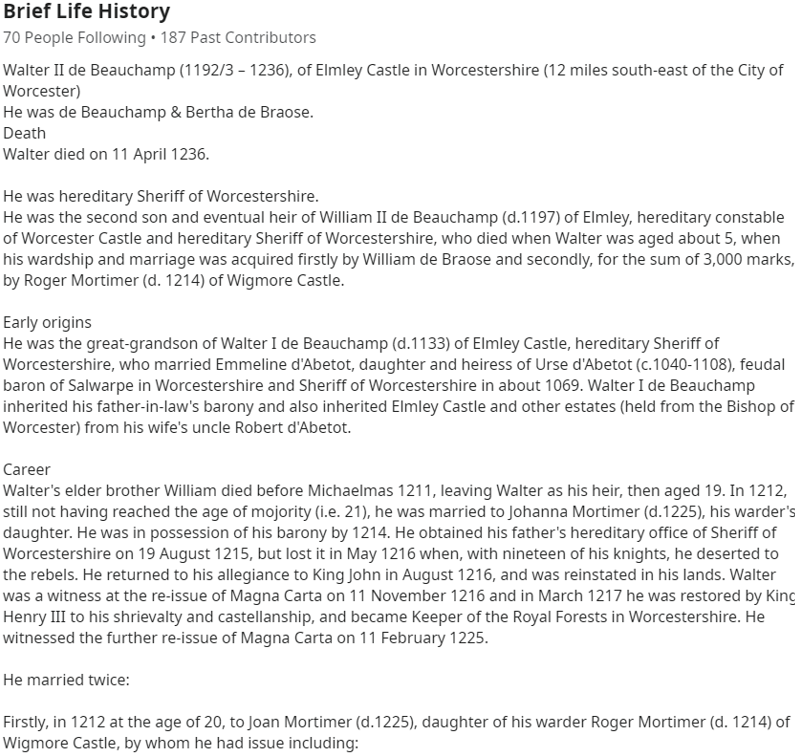 Brief Life History
70 People Following • 187 Past Contributors
Walter II de Beauchamp (1192/3 – 1236), of Elmley Castle in Worcestershire (12 miles south-east of the City of
Worcester)
He was de Beauchamp & Bertha de Braose.
Death
Walter died on 11 April 1236.
He was hereditary Sheriff of Worcestershire.
He was the second son and eventual heir of William II de Beauchamp (d.1197) of Elmley, hereditary constable
of Worcester Castle and hereditary Sheriff of Worcestershire, who died when Walter was aged about 5, when
his wardship and marriage was acquired firstly by William de Braose and secondly, for the sum of 3,000 marks,
by Roger Mortimer (d. 1214) of Wigmore Castle.
Early origins
He was the great-grandson of Walter I de Beauchamp (d.1133) of Elmley Castle, hereditary Sheriff of
Worcestershire, who married Emmeline d'Abetot, daughter and heiress of Urse d'Abetot (c.1040-1108), feudal
baron of Salwarpe in Worcestershire and Sheriff of Worcestershire in about 1069. Walter I de Beauchamp
inherited his father-in-law's barony and also inherited Elmley Castle and other estates (held from the Bishop of
Worcester) from his wife's uncle Robert d'Abetot.
Career
Walter's elder brother William died before Michaelmas 1211, leaving Walter as his heir, then aged 19. In 1212,
still not having reached the age of mojority (i.e. 21), he was married to Johanna Mortimer (d.1225), his warder's
daughter. He was in possession of his barony by 1214. He obtained his father's hereditary office of Sheriff of
Worcestershire on 19 August 1215, but lost it in May 1216 when, with nineteen of his knights, he deserted to
the rebels. He returned to his allegiance to King John in August 1216, and was reinstated in his lands. Walter
was a witness at the re-issue of Magna Carta on 11 November 1216 and in March 1217 he was restored by King
Henry III to his shrievalty and castellanship, and became Keeper of the Royal Forests in Worcestershire. He
witnessed the further re-issue of Magna Carta on 11 February 1225.
He married twice:
Firstly, in 1212 at the age of 20, to Joan Mortimer (d.1225), daughter of his warder Roger Mortimer (d. 1214) of
Wigmore Castle, by whom he had issue including: